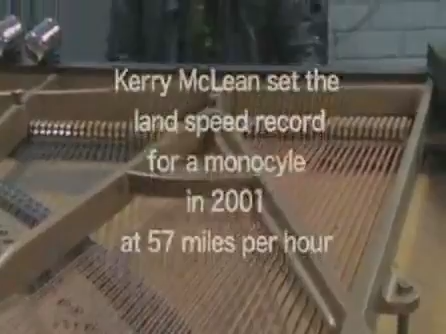 Kerry McLean set the
land speed record
for a monocyle
in 2001
at 57 miles per hour